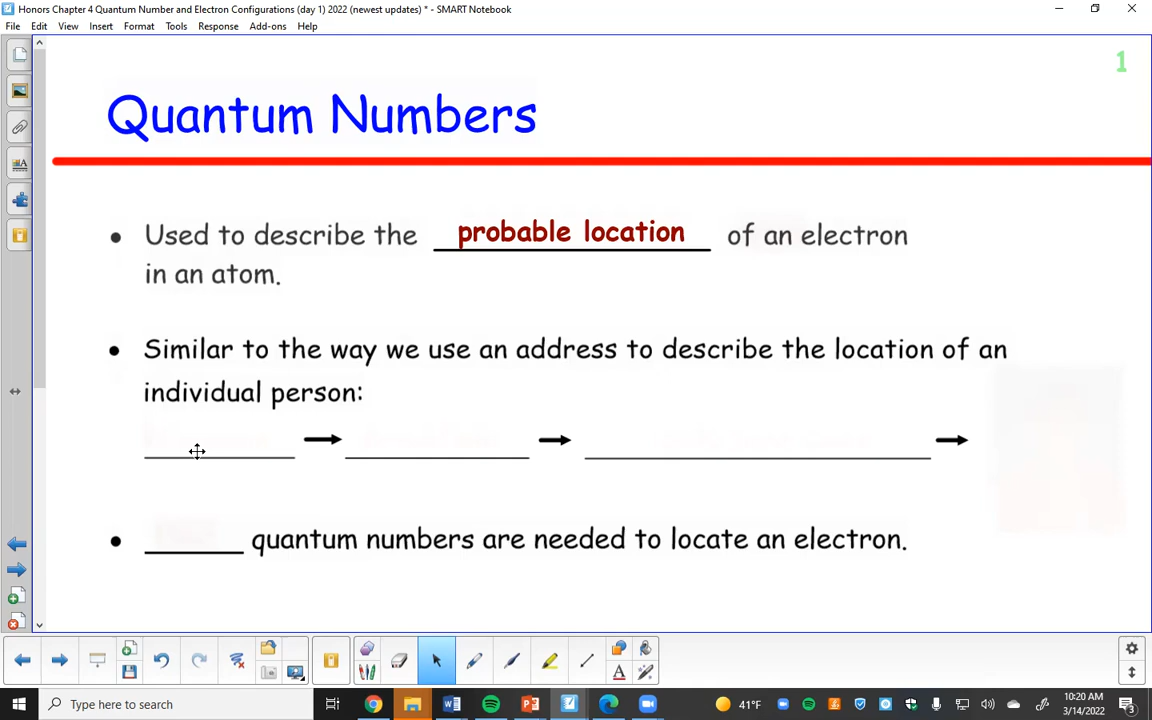 Honors Chapter 4 Quantum Number and Electron Configurations (day 1) 2022 (newest updates) * - SMART Notebook
File Edit View Insert Format Tools Response Add-ons Help
1
Quantum Numbers
• Used to describe the probable location of an electron
in an atom.
• Similar to the way we use an address to describe the location of an
individual person:
• quantum numbers are needed to locate an electron.
Type here to search
41°F
10:20 AM
3/14/2022
3